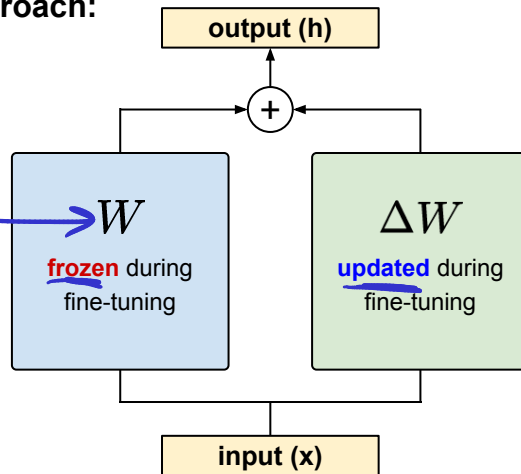 roach:
output (h)
+
W
frozen during
fine-tuning
ΔW
updated during
fine-tuning
input (x)